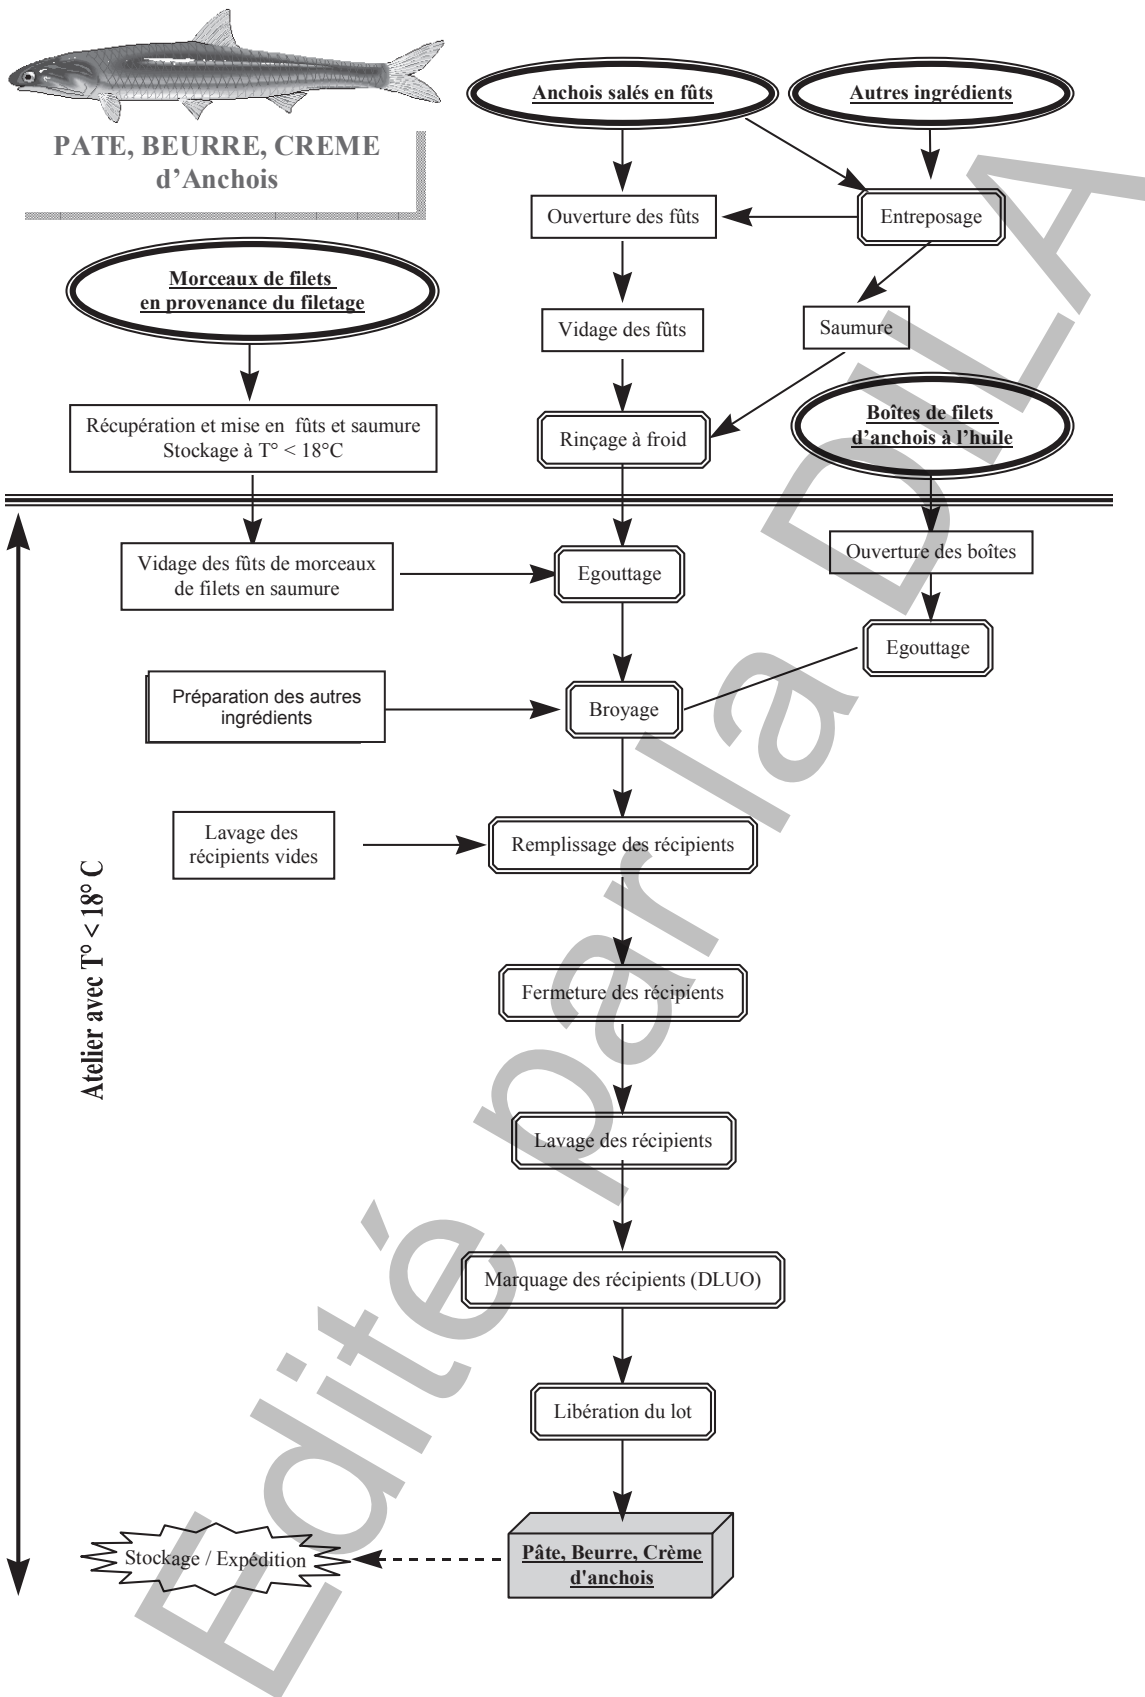 PATE, BEURRE, CREME
d'Anchois
Anchois salés en fûts
Autres ingrédients
Ouverture des fûts
Entreposage
Morceaux de filets
en provenance du filetage
Vidage des fûts
Saumure
Récupération et mise en fûts et saumure
Stockage à T° < 18°C
Rinçage à froid
Boîtes de filets
d'anchois à l'huile
Vidage des fûts de morceaux
de filets en saumure
Egouttage
Ouverture des boîtes
Egouttage
Préparation des autres
ingrédients
Broyage
Lavage des
récipients vides
Remplissage des récipients
Atelier avec T° < 18° C
Fermeture des récipients
Lavage des récipients
Marquage des récipients (DLUO)
Libération du lot
Pâte, Beurre, Crème
d'anchois
Stockage / Expédition
Edité par la DILA